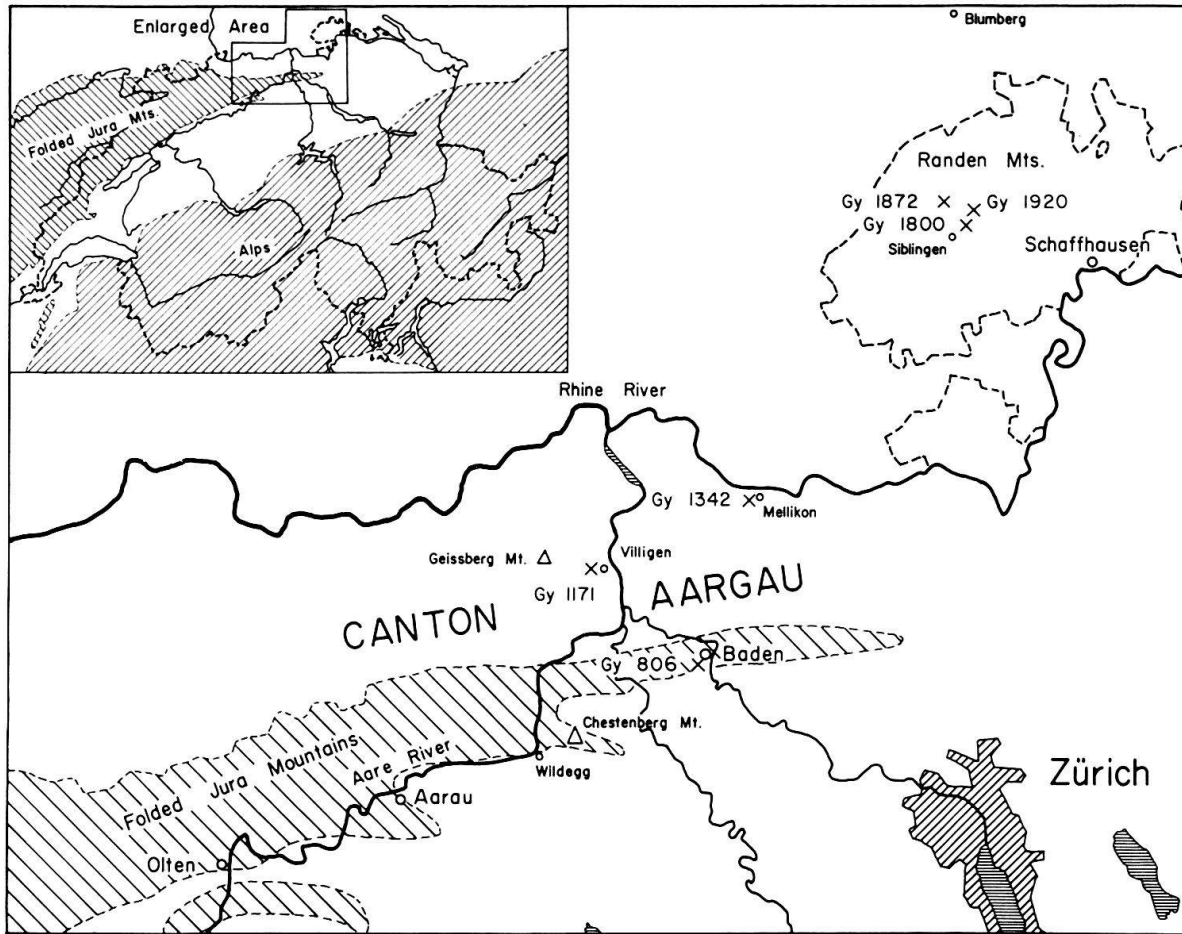 Enlarged Area
Folded Jura Mts.
Alps
Blumberg
Randen Mts.
Gy 1872
Gy 1920
Gy 1800
Siblingen
Schaffhausen
Rhine River
Gy 1342
Mellikon
Geissberg Mt.
Villigen
Gy 1171
CANTON AARGAU
Baden
Gy 806
Chestenberg Mt.
Folded Jura Mountains
Aare River
Wildegg
Zürich
Aarau
Olten